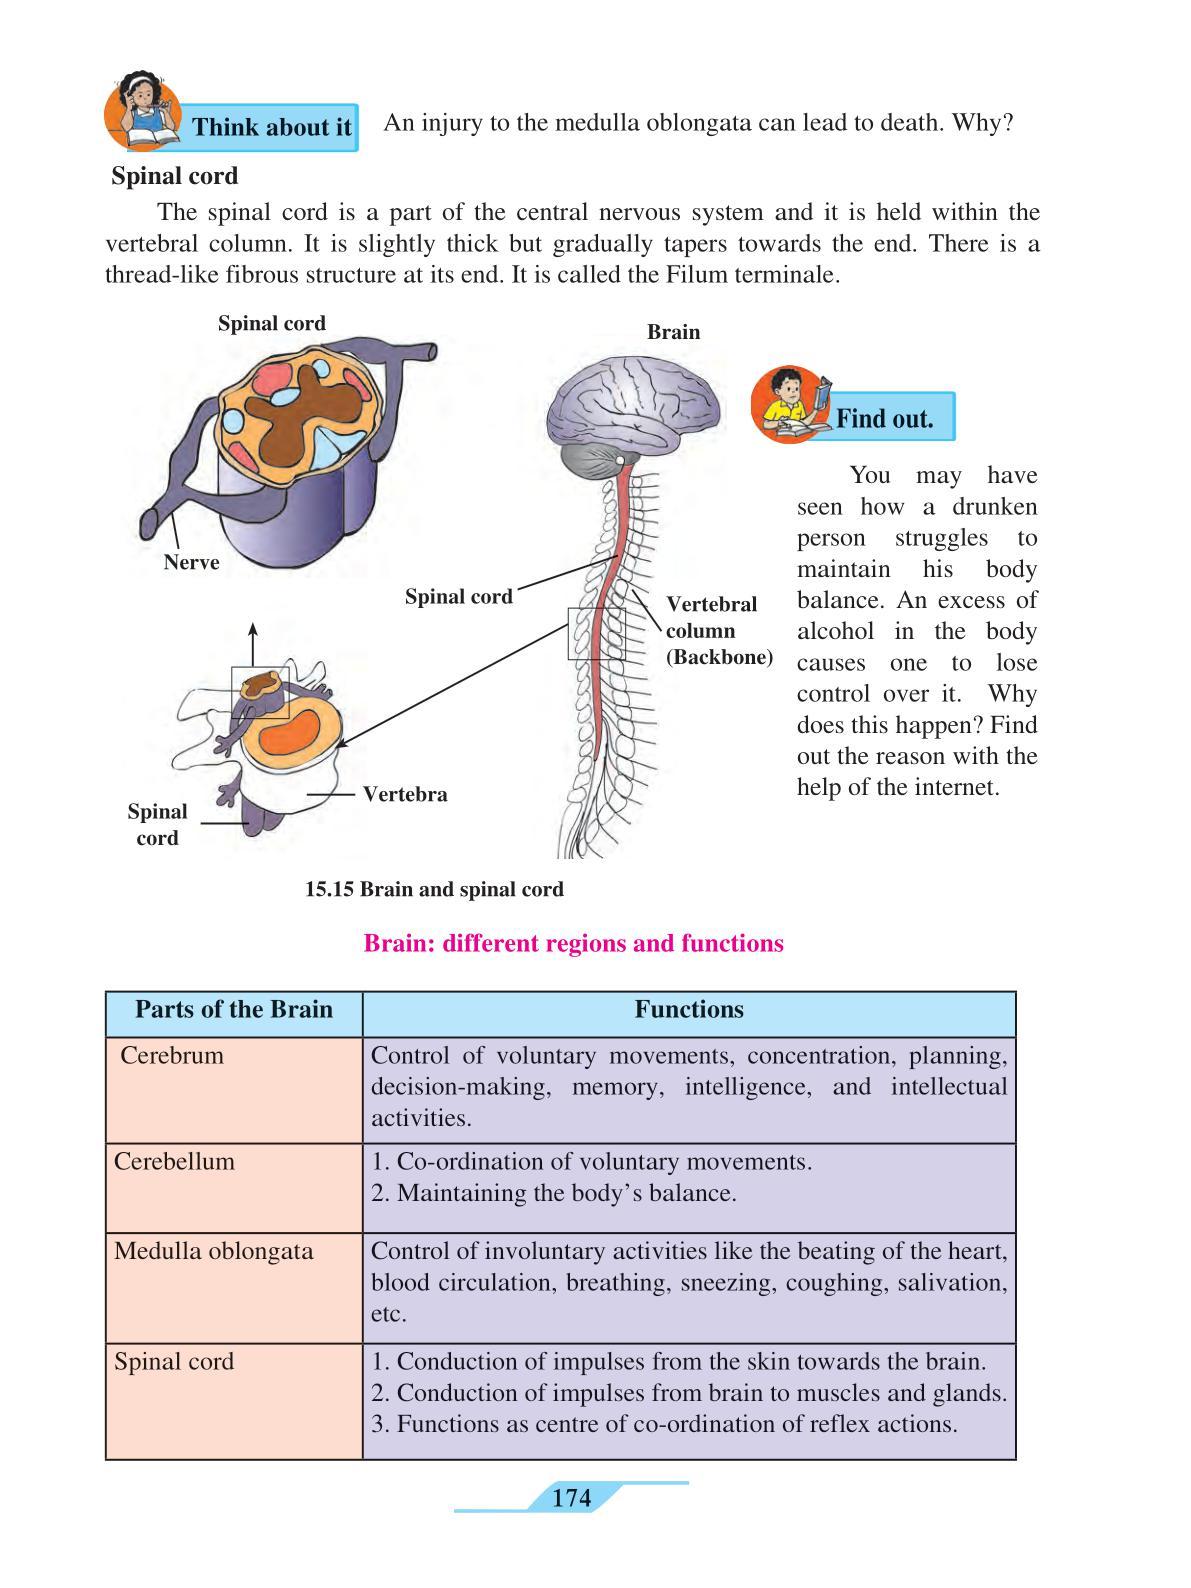 Think about it
An injury to the medulla oblongata can lead to death. Why?
Spinal cord
The spinal cord is a part of the central nervous system and it is held within the
vertebral column. It is slightly thick but gradually tapers towards the end. There is a
thread-like fibrous structure at its end. It is called the Filum terminale.
Spinal cord
Nerve
Brain
Spinal cord
Vertebral
column
(Backbone)
Vertebra
Spinal
cord
15.15 Brain and spinal cord
Find out.
You may have
seen how a drunken
person struggles to
maintain his body
balance. An excess of
alcohol in the body
causes one to lose
control over it. Why
does this happen? Find
out the reason with the
help of the internet.
Brain: different regions and functions
Parts of the Brain
Functions
Cerebrum
Control of voluntary movements, concentration, planning,
decision-making, memory, intelligence, and intellectual
activities.
Cerebellum
1. Co-ordination of voluntary movements.
2. Maintaining the body’s balance.
Medulla oblongata
Control of involuntary activities like the beating of the heart,
blood circulation, breathing, sneezing, coughing, salivation,
etc.
Spinal cord
1. Conduction of impulses from the skin towards the brain.
2. Conduction of impulses from brain to muscles and glands.
3. Functions as centre of co-ordination of reflex actions.
174